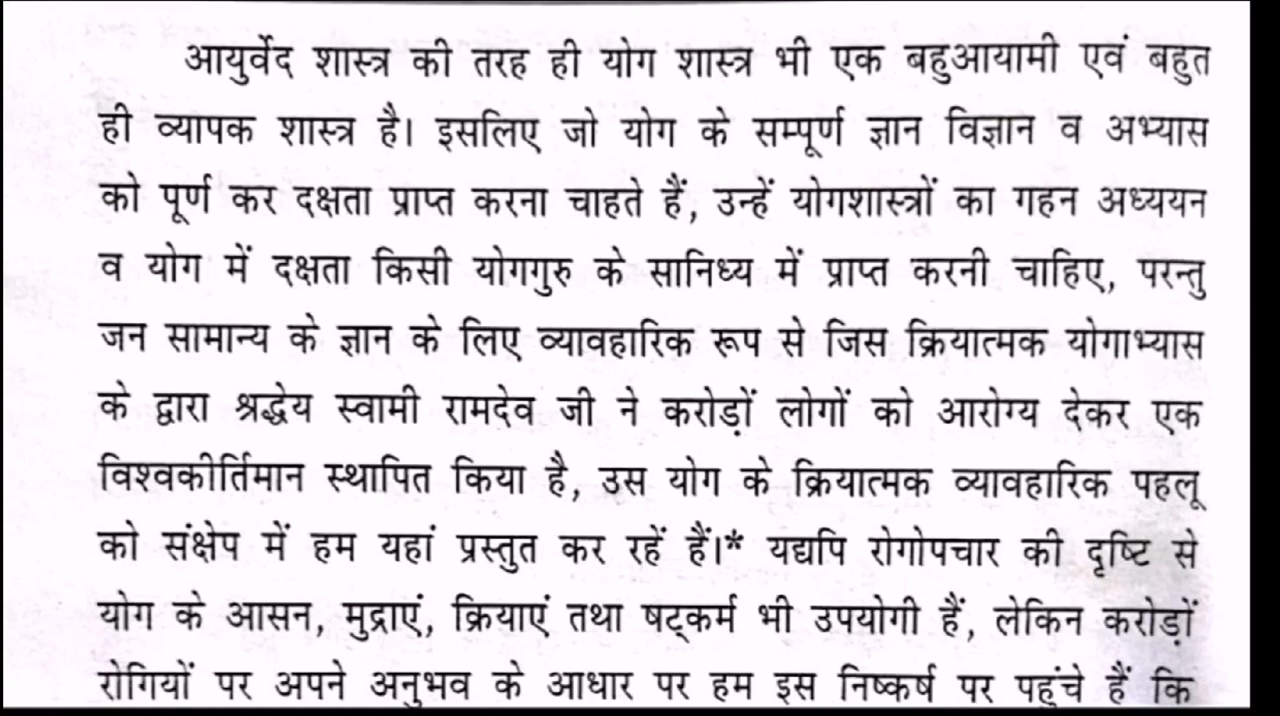 आयुर्वेद शास्त्र की तरह ही योग शास्त्र भी एक बहुआयामी एवं बहुत
ही व्यापक शास्त्र है। इसलिए जो योग के सम्पूर्ण ज्ञान विज्ञान व अभ्यास
को पूर्ण कर दक्षता प्राप्त करना चाहते हैं, उन्हें योगशास्त्रों का गहन अध्ययन
व योग में दक्षता किसी योगगुरु के सानिध्य में प्राप्त करनी चाहिए, परन्तु
जन सामान्य के ज्ञान के लिए व्यावहारिक रूप से जिस क्रियात्मक योगाभ्यास
के द्वारा श्रद्धेय स्वामी रामदेव जी ने करोड़ों लोगों को आरोग्य देकर एक
विश्वकीर्तिमान स्थापित किया है, उस योग के क्रियात्मक व्यावहारिक पहलू
को संक्षेप में हम यहां प्रस्तुत कर रहें हैं।* यद्यपि रोगोपचार की दृष्टि से
योग के आसन, मुद्राएं, क्रियाएं तथा षट्कर्म भी उपयोगी हैं, लेकिन करोड़ों
रोगियों पर अपने अनुभव के आधार पर हम इस निष्कर्ष पर पहुंचे हैं कि